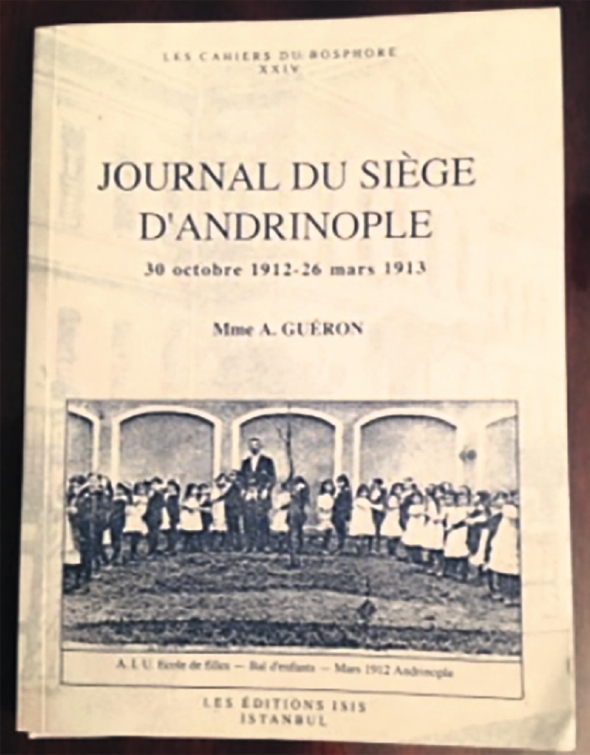 LES CAHIERS DU BOSPHORE
XXIV
JOURNAL DU SIÈGE
D'ANDRINOPLE
30 octobre 1912-26 mars 1913
Mme A. GUÉRON
A. I. U. Ecole de filles — Bal d'enfants — Mars 1912 Andrinople
LES ÉDITIONS ISIS
ISTANBUL